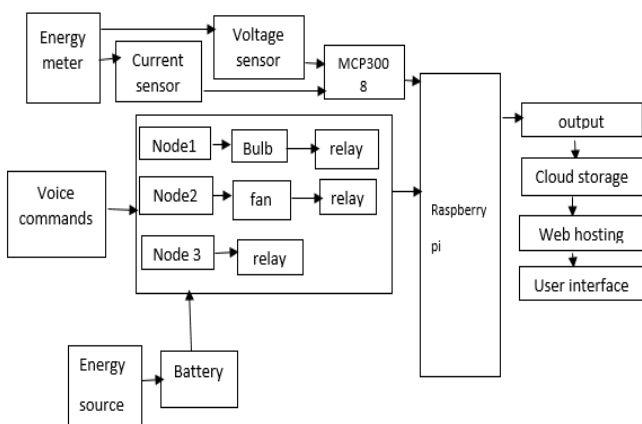 Energy
meter
Voltage
sensor
Current
sensor
MCP300
8
Node1
Bulb
relay
Node2
fan
relay
Node 3
relay
Voice
commands
Energy
source
Battery
Raspberry
pi
output
Cloud storage
Web hosting
User interface